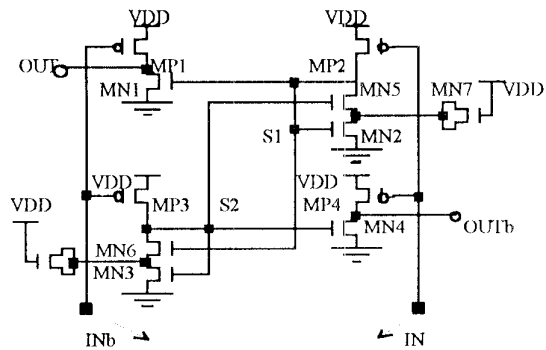 VDD
VDD
OUT
MP1
MP2
MN1
MN5
MN7
VDD
S1
MN2
VDD
VDD
VDD
MP3
S2
MP4
MN6
MN4
MN3
OUTb
INb
IN